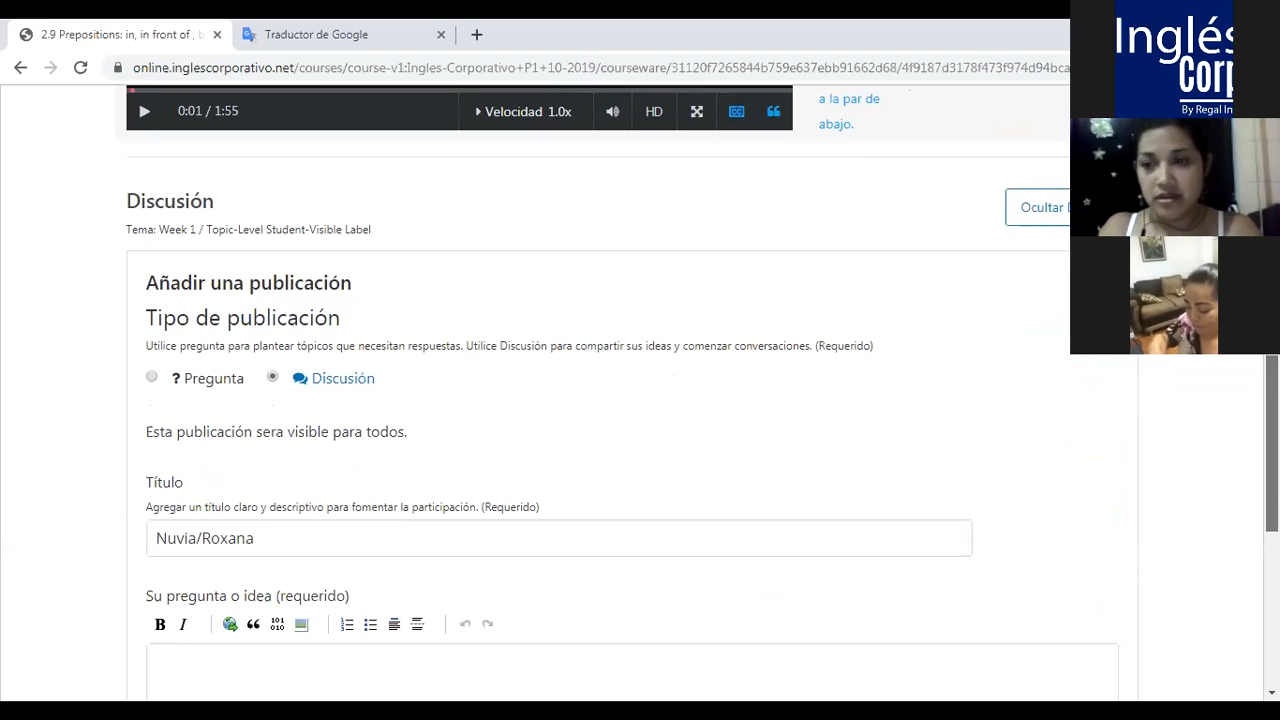 2.9 Prepositions: in, in front of , b
Traductor de Google
online.inglescorporativo.net/courses/course-v1:Ingles-Corporativo+P1+10-2019/courseware/31120f7265844b759e637ebb91662d68/4f9187d3178f473f974d94bca
Inglés
Corp
By Regal In
0:01 / 1:55
Velocidad 1.0x
HD
a la par de
abajo.
Discusión
Ocultar
Tema: Week 1 / Topic-Level Student-Visible Label
Añadir una publicación
Tipo de publicación
Utilice pregunta para plantear tópicos que necesitan respuestas. Utilice Discusión para compartir sus ideas y comenzar conversaciones. (Requerido)
? Pregunta
Discusión
Esta publicación sera visible para todos.
Título
Agregar un título claro y descriptivo para fomentar la participación. (Requerido)
Nuvia/Roxana
Su pregunta o idea (requerido)
B I